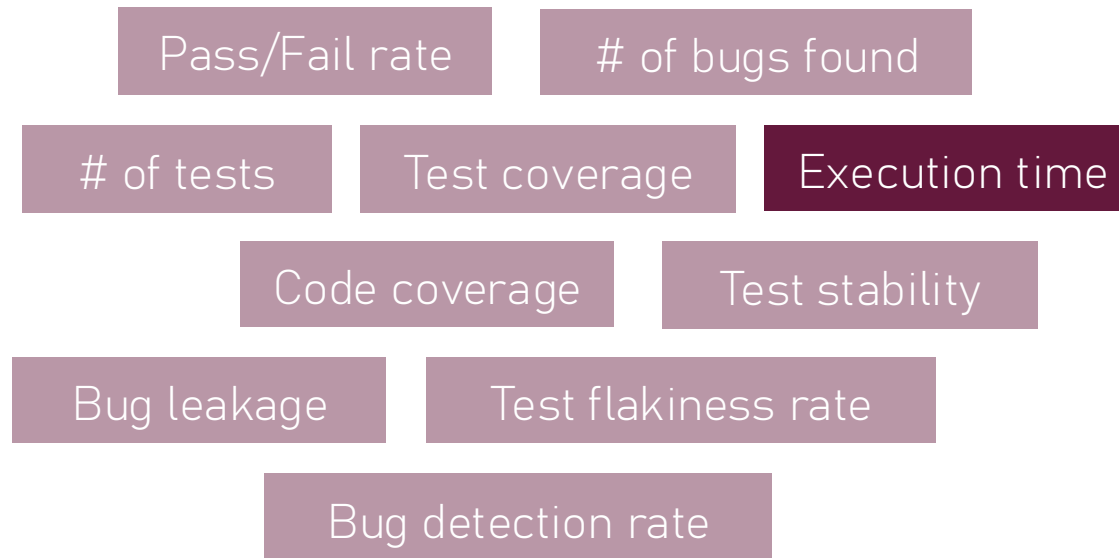 Pass/Fail rate
# of bugs found
# of tests
Test coverage
Execution time
Code coverage
Test stability
Bug leakage
Test flakiness rate
Bug detection rate